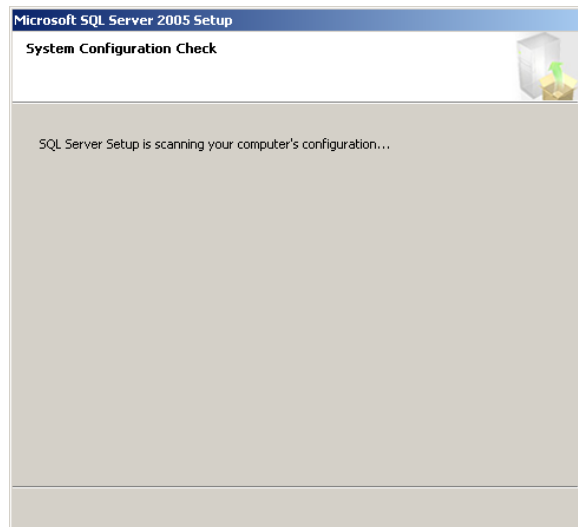 Microsoft SQL Server 2005 Setup
System Configuration Check
SQL Server Setup is scanning your computer's configuration...